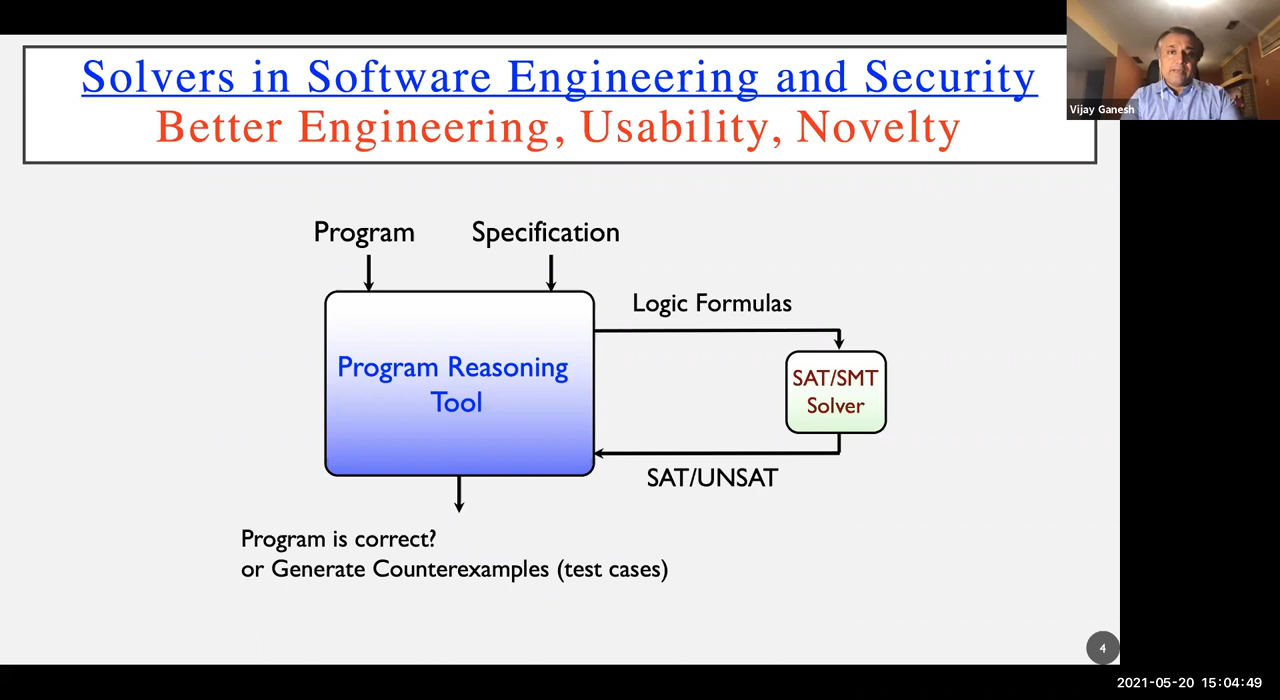 Solvers in Software Engineering and Security
Better Engineering, Usability, Novelty
Vijay Ganesh
Program
Specification
Logic Formulas
Program Reasoning
Tool
SAT/SMT
Solver
SAT/UNSAT
Program is correct?
or Generate Counterexamples (test cases)
4
2021-05-20 15:04:49